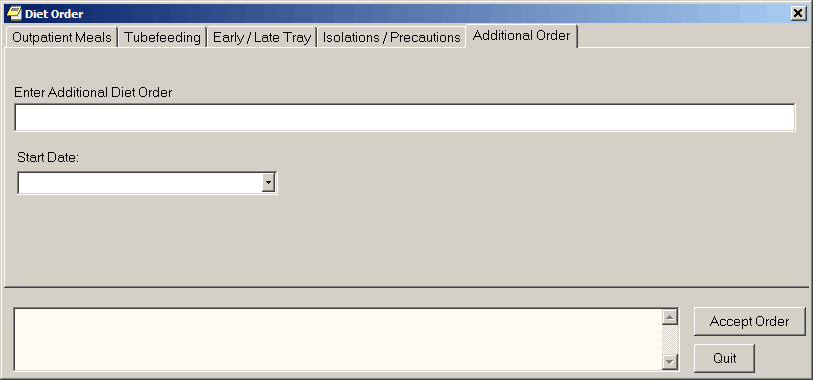 Diet Order
Outpatient Meals Tubefeeding Early / Late Tray Isolations / Precautions Additional Order
Enter Additional Diet Order
Start Date:
Accept Order
Quit